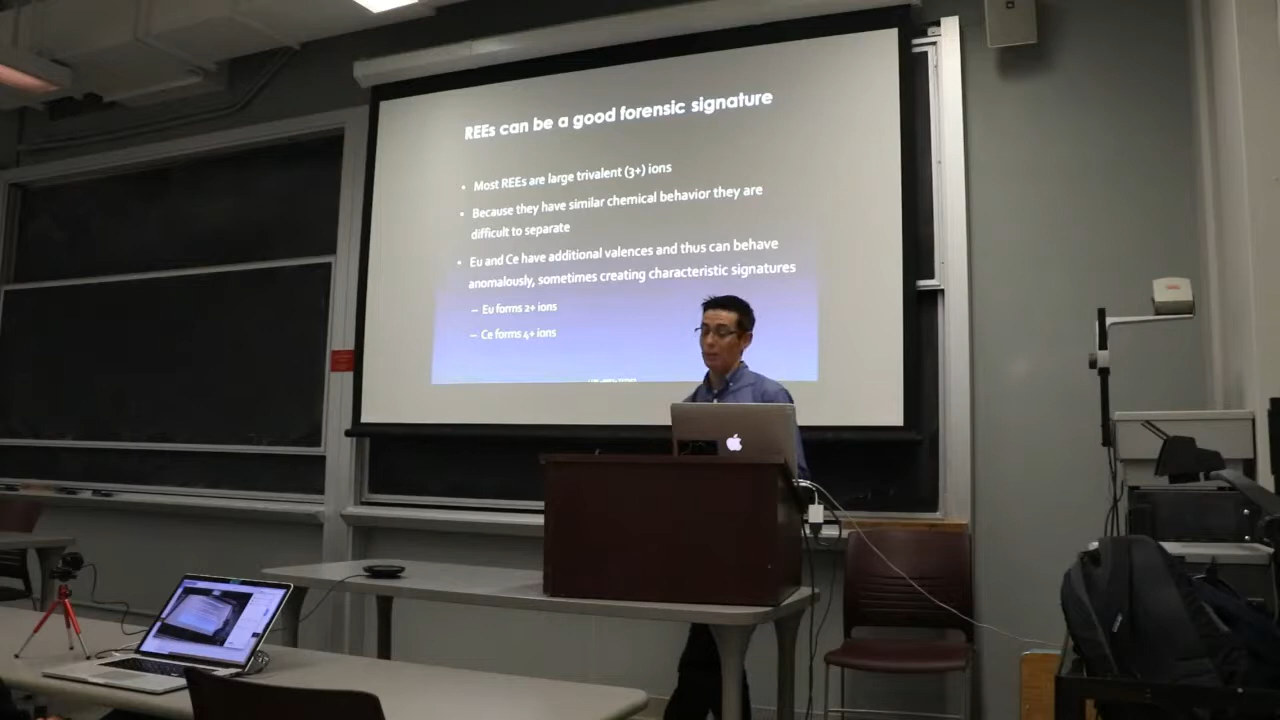 REEs can be a good forensic signature
• Most REEs are large trivalent (3+) ions
• Because they have similar chemical behavior they are
difficult to separate
• Eu and Ce have additional valences and thus can behave
anomalously, sometimes creating characteristic signatures
– Eu forms 2+ ions
– Ce forms 4+ ions